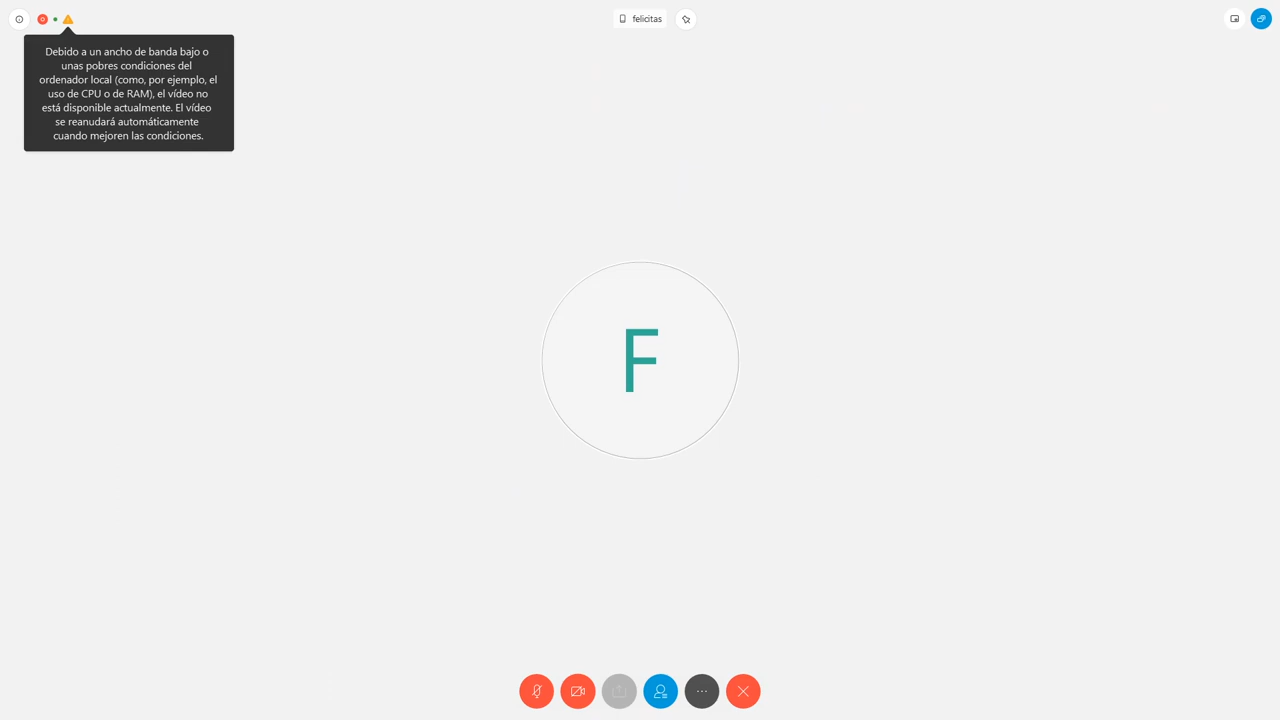 felicitas
Debido a un ancho de banda bajo o
unas pobres condiciones del
ordenador local (como, por ejemplo, el
uso de CPU o de RAM), el vídeo no
está disponible actualmente. El vídeo
se reanudará automáticamente
cuando mejoren las condiciones.
F